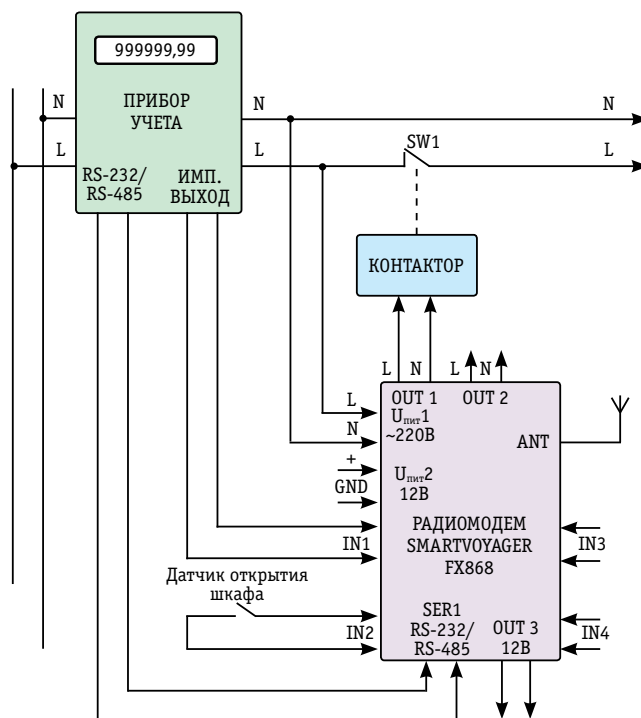 999999,99
N
ПРИБОР
УЧЕТА
N
N
L
L
SW1
L
RS-232/
RS-485
ИМП.
ВЫХОД
КОНТАКТОР
L N L N
OUT 1 OUT 2
L
Uпит1
~220В
N
ANT
+
Uпит2
12В
GND
РАДИОМОДЕМ
SMARTVOYAGER
FX868
IN1
IN3
Датчик открытия
шкафа
SER1
RS-232/
RS-485
IN2
OUT 3
12В
IN4